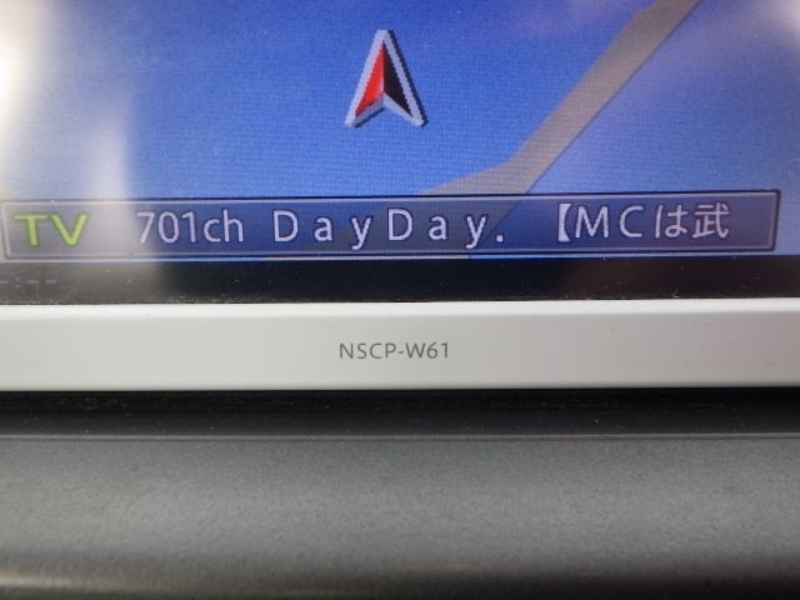 TV 701ch DayDay. 【MCは武
NSCP-W61